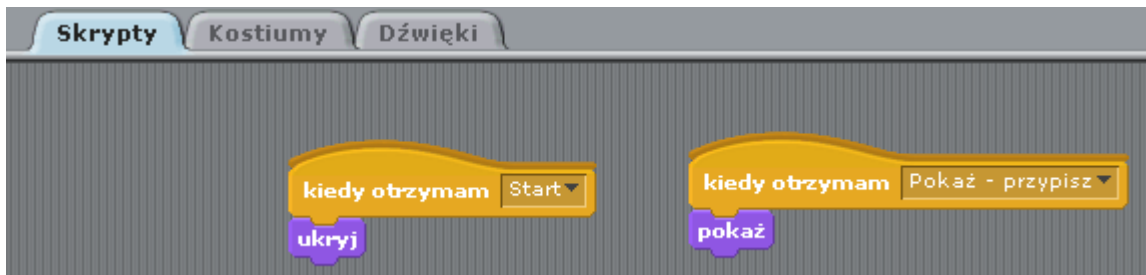 Skrypty Kostiumy Dźwięki
kiedy otrzymam Start
ukryj
kiedy otrzymam Pokaż - przypisz
pokaż